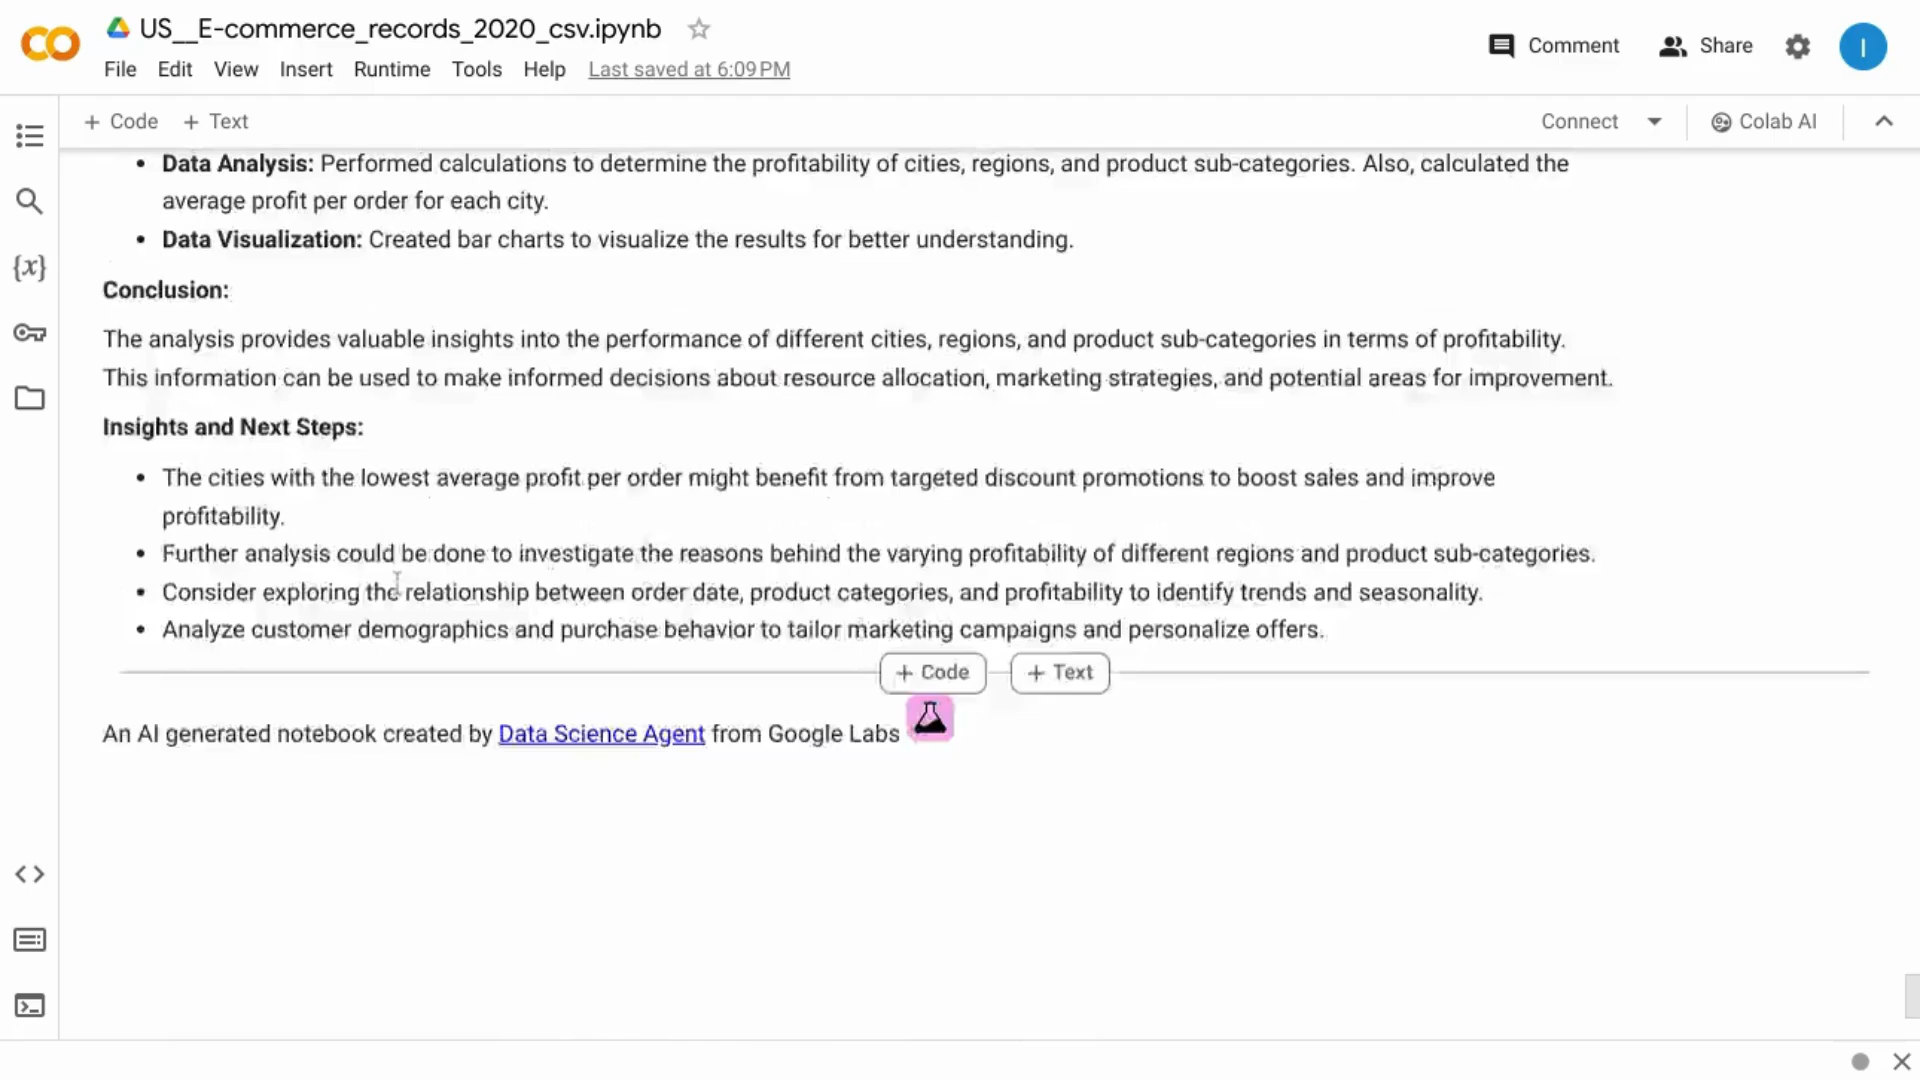 US__E-commerce_records_2020_csv.ipynb
Comment
Share
I
File Edit View Insert Runtime Tools Help Last saved at 6:09 PM
+ Code + Text
Connect
Colab AI
{x}
• Data Analysis: Performed calculations to determine the profitability of cities, regions, and product sub-categories. Also, calculated the
average profit per order for each city.
• Data Visualization: Created bar charts to visualize the results for better understanding.
Conclusion:
The analysis provides valuable insights into the performance of different cities, regions, and product sub-categories in terms of profitability.
This information can be used to make informed decisions about resource allocation, marketing strategies, and potential areas for improvement.
Insights and Next Steps:
• The cities with the lowest average profit per order might benefit from targeted discount promotions to boost sales and improve
profitability.
• Further analysis could be done to investigate the reasons behind the varying profitability of different regions and product sub-categories.
• Consider exploring the relationship between order date, product categories, and profitability to identify trends and seasonality.
• Analyze customer demographics and purchase behavior to tailor marketing campaigns and personalize offers.
+ Code + Text
An AI generated notebook created by Data Science Agent from Google Labs